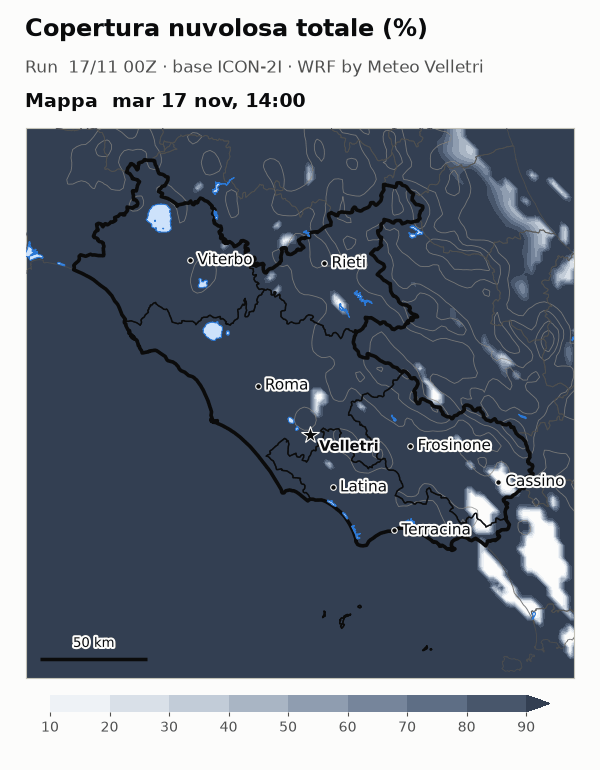 Copertura nuvolosa totale (%)
Run  17/11 00Z · base ICON-2I · WRF by Meteo Velletri
Mappa  mar 17 nov, 14:00
Viterbo
Rieti
Roma
Velletri
Frosinone
Latina
Cassino
Terracina
50 km
10 20 30 40 50 60 70 80 90